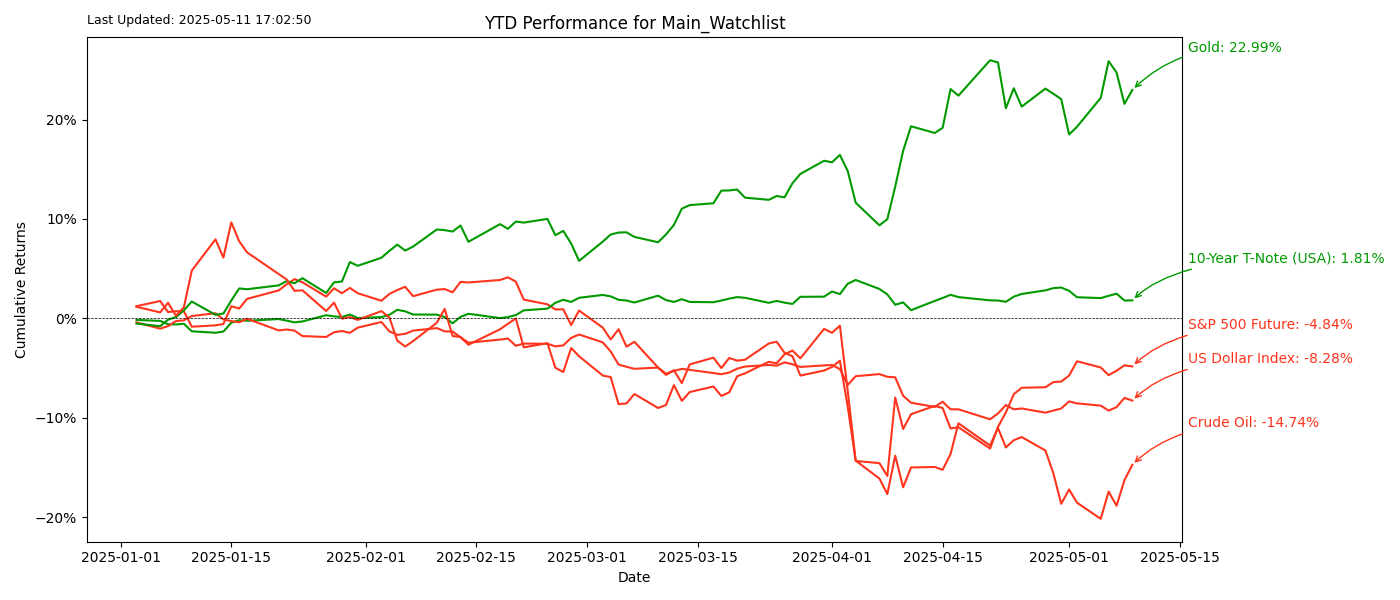 Last Updated: 2025-05-11 17:02:50
YTD Performance for Main_Watchlist
Gold: 22.99%
10-Year T-Note (USA): 1.81%
S&P 500 Future: -4.84%
US Dollar Index: -8.28%
Crude Oil: -14.74%
Cumulative Returns
20%
10%
0%
−10%
−20%
2025-01-01 2025-01-15 2025-02-01 2025-02-15 2025-03-01 2025-03-15 2025-04-01 2025-04-15 2025-05-01 2025-05-15
Date